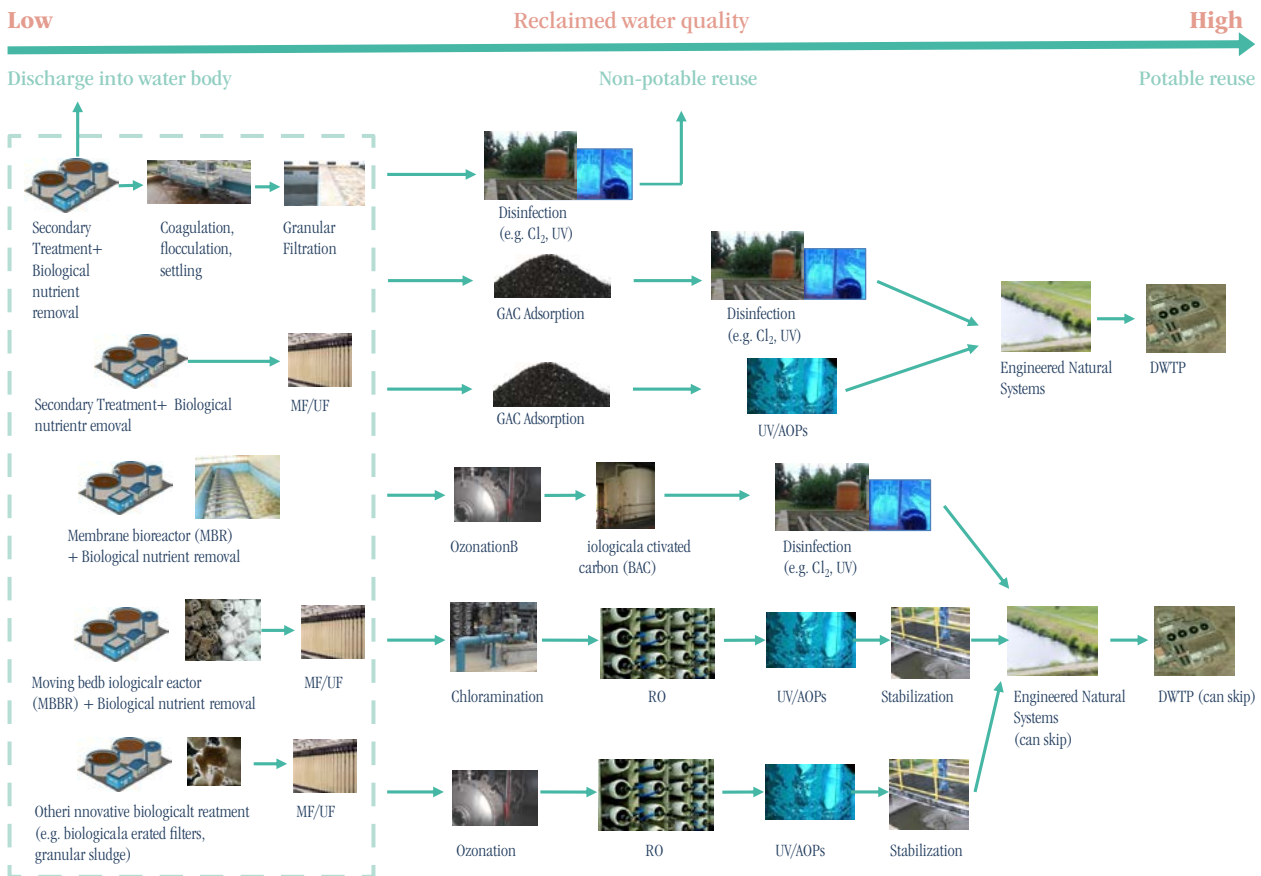 Low
Reclaimed water quality
High
Discharge into water body
Non-potable reuse
Potable reuse
Secondary
Treatment+
Biological
nutrient
removal
Coagulation,
flocculation,
settling
Granular
Filtration
Disinfection
(e.g. Cl₂, UV)
GAC Adsorption
Disinfection
(e.g. Cl₂, UV)
Engineered Natural
Systems
DWTP
Secondary Treatment+ Biological
nutrientr emoval
MF/UF
GAC Adsorption
UV/AOPs
Membrane bioreactor (MBR)
+ Biological nutrient removal
OzonationB
iologicala ctivated
carbon (BAC)
Disinfection
(e.g. Cl₂, UV)
Moving bedb iologicalr eactor
(MBBR) + Biological nutrient removal
MF/UF
Chloramination
RO
UV/AOPs
Stabilization
Engineered Natural
Systems
(can skip)
DWTP (can skip)
Otheri nnovative biologicalt reatment
(e.g. biologicala erated filters,
granular sludge)
MF/UF
Ozonation
RO
UV/AOPs
Stabilization